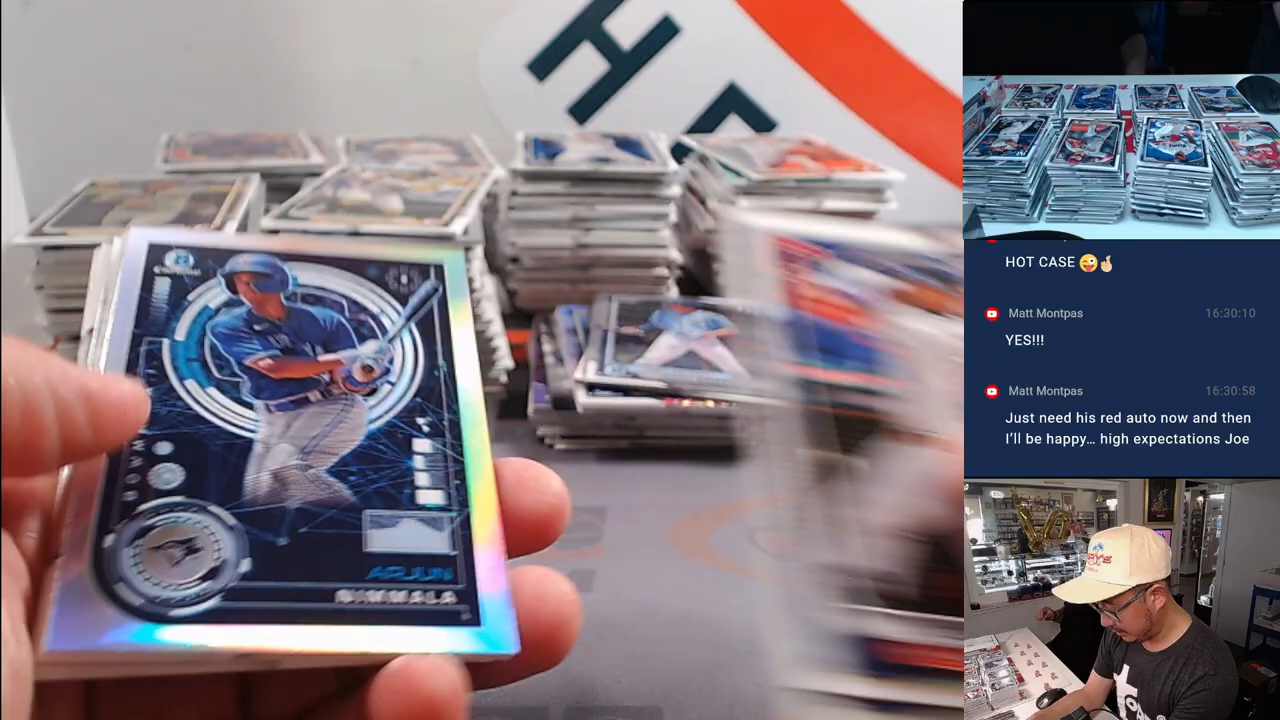 H
ARJUN
NIMMALA
HOT CASE 😜🤞🏻
Matt Montpas 16:30:10
YES!!!
Matt Montpas 16:30:58
Just need his red auto now and then
I'll be happy… high expectations Joe